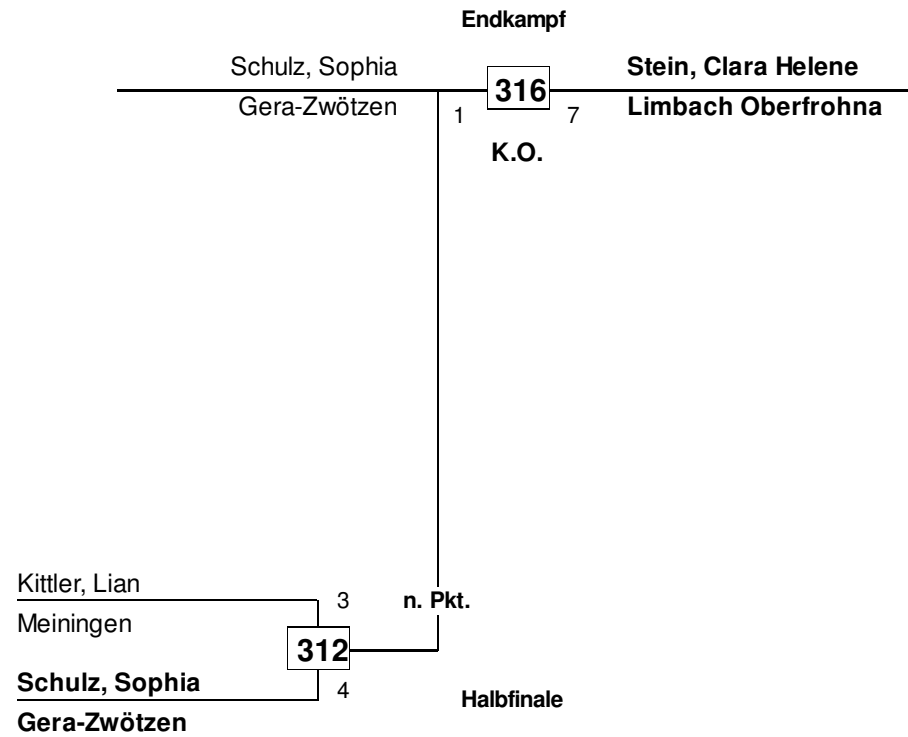 Endkampf
Schulz, Sophia
Gera-Zwötzen
1
316
7
K.O.
Stein, Clara Helene
Limbach Oberfrohna
Kittler, Lian
Meiningen
3
n. Pkt.
312
Schulz, Sophia
Gera-Zwötzen
4
Halbfinale